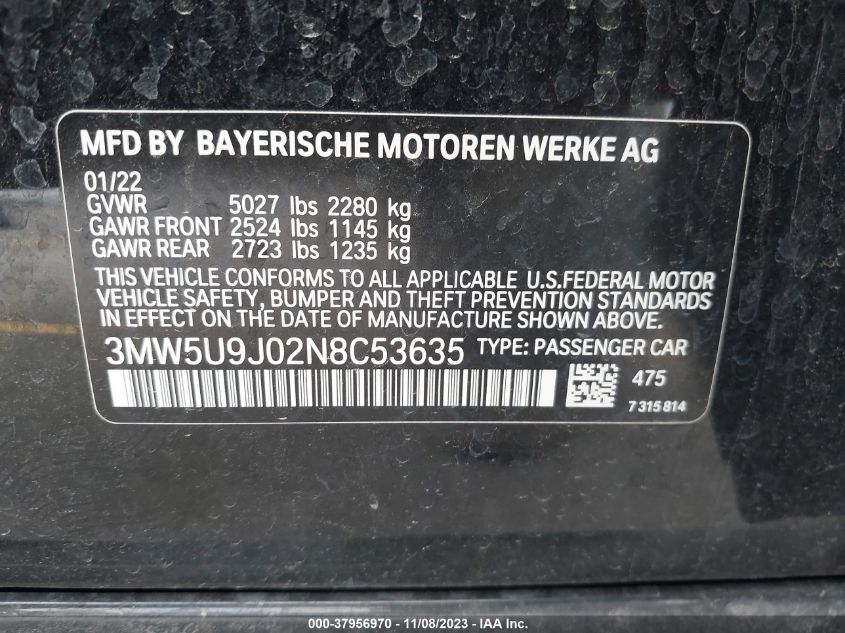 MFD BY BAYERISCHE MOTOREN WERKE AG
01/22
GVWR 5027 lbs 2280 kg
GAWR FRONT 2524 lbs 1145 kg
GAWR REAR 2723 lbs 1235 kg
THIS VEHICLE CONFORMS TO ALL APPLICABLE U.S.FEDERAL MOTOR
VEHICLE SAFETY, BUMPER AND THEFT PREVENTION STANDARDS
IN EFFECT ON THE DATE OF MANUFACTURE SHOWN ABOVE.
3MW5U9J02N8C53635 TYPE: PASSENGER CAR
475
7 315 814
000-37956970 - 11/08/2023 - IAA Inc.